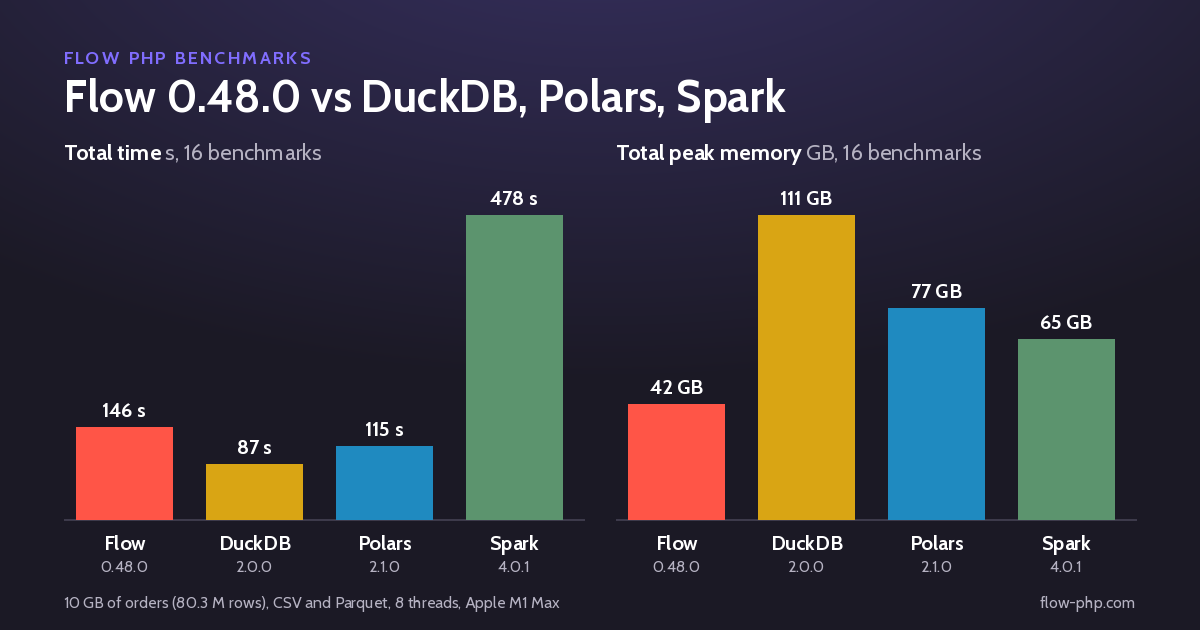 FLOW PHP BENCHMARKS
Flow 0.48.0 vs DuckDB, Polars, Spark
Total time s, 16 benchmarks
478 s
146 s
115 s
87 s
Flow
DuckDB
Polars
Spark
0.48.0
2.0.0
2.1.0
4.0.1
Total peak memory GB, 16 benchmarks
111 GB
77 GB
65 GB
42 GB
Flow
DuckDB
Polars
Spark
0.48.0
2.0.0
2.1.0
4.0.1
10 GB of orders (80.3 M rows), CSV and Parquet, 8 threads, Apple M1 Max
flow-php.com